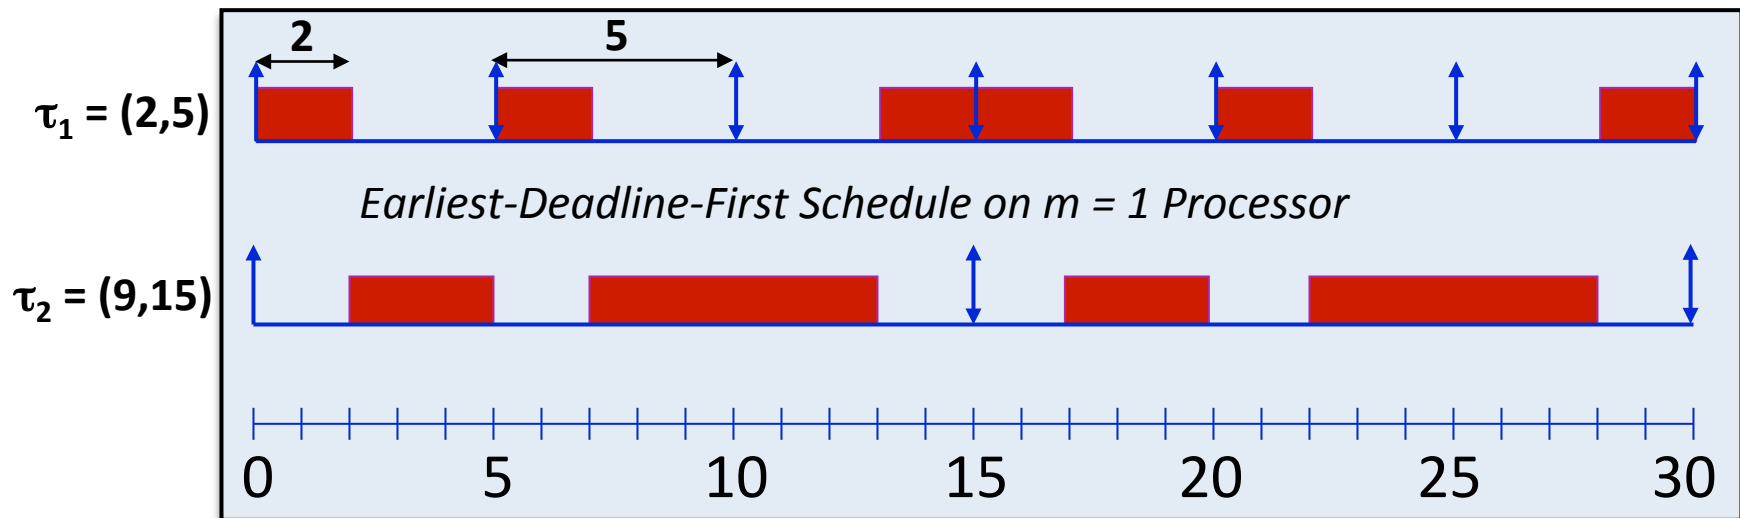 2
5
τ1 = (2,5)
Earliest-Deadline-First Schedule on m = 1 Processor
τ2 = (9,15)
0 5 10 15 20 25 30